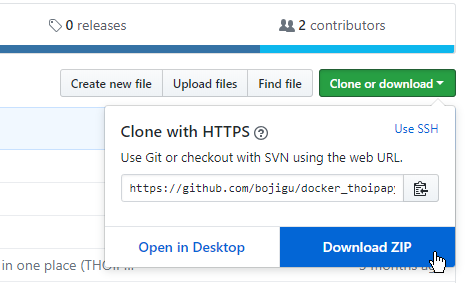 0 releases
2 contributors
Create new file
Upload files
Find file
Clone or download
Clone with HTTPS
Use SSH
Use Git or checkout with SVN using the web URL.
https://github.com/bojigu/docker_thoipapy
Open in Desktop
Download ZIP
in one place (THOIP...
3 months ago